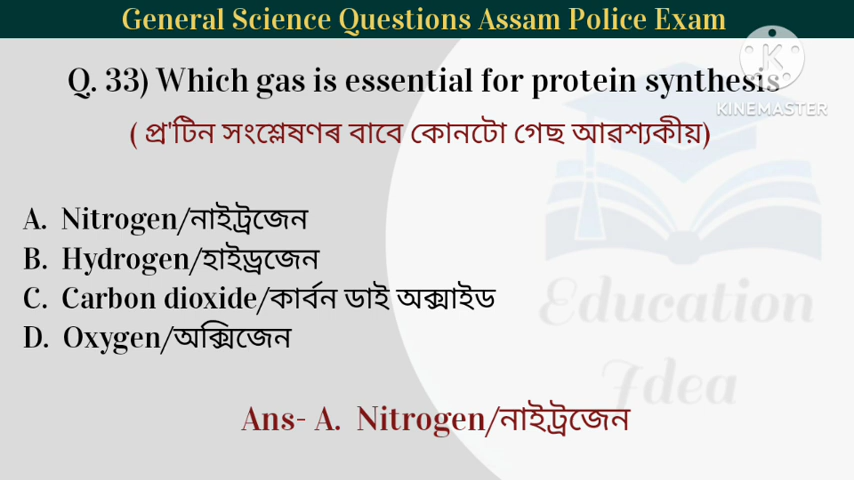 General Science Questions Assam Police Exam
Q. 33) Which gas is essential for protein synthesis
KINEMASTER
( প্ৰ'টিন সংশ্লেষণৰ বাবে কোনটো গেছ আৱশ্যকীয়)
A. Nitrogen/নাইট্ৰজেন
B. Hydrogen/হাইড্ৰজেন
C. Carbon dioxide/কাৰ্বন ডাই অক্সাইড
D. Oxygen/অক্সিজেন
Education
Idea
Ans- A. Nitrogen/নাইট্ৰজেন